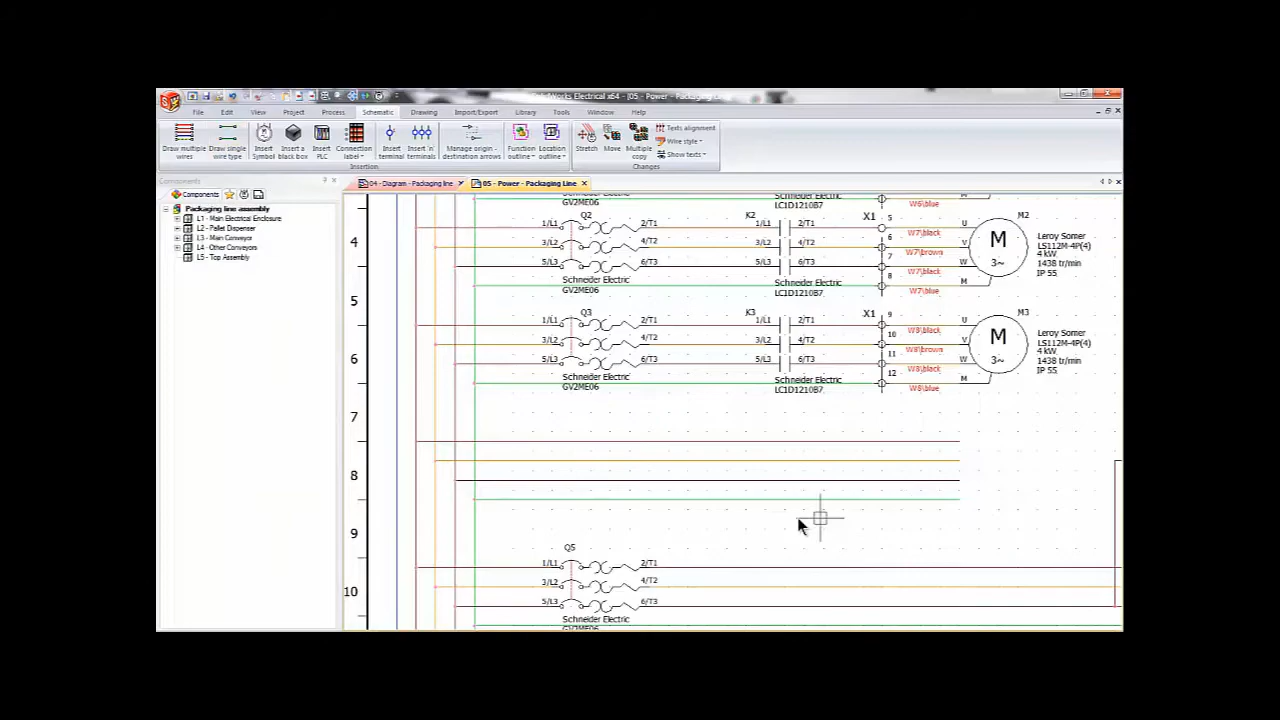 SolidWorks Electrical x64 - [05 - Power - Packaging Line]
File Edit View Project Process Schematic Drawing Import/Export Library Tools Window Help
Draw multiple wires
Draw single wire type
Insert Symbol
Insert a black box
Insert PLC
Connection label
Insert terminal
Insert 'n' terminals
Manage origin - destination arrows
Function outline
Location outline
Stretch
Move
Multiple copy
Texts alignment
Wire style
Show texts
Insertion
Changes
Components
Components
Packaging line assembly
L1 - Main Electrical Enclosure
L2 - Pallet Dispenser
L3 - Main Conveyor
L4 - Other Conveyors
L5 - Top Assembly
04 - Diagram - Packaging line
05 - Power - Packaging Line
GV2ME06
LC1D1210B7
M
W6\blue
4
5
6
7
8
9
10
Q2
1/L1 2/T1
3/L2 4/T2
5/L3 6/T3
Schneider Electric
GV2ME06
K2
1/L1 2/T1
3/L2 4/T2
5/L3 6/T3
Schneider Electric
LC1D1210B7
X1
5
W7\black
6
W7\brown
7
W7\black
8
W7\blue
U
V
W
M
M2
M
3~
Leroy Somer
LS112M-4P(4)
4 kW
1438 tr/min
IP 55
Q3
1/L1 2/T1
3/L2 4/T2
5/L3 6/T3
Schneider Electric
GV2ME06
K3
1/L1 2/T1
3/L2 4/T2
5/L3 6/T3
Schneider Electric
LC1D1210B7
X1
9
W8\black
10
W8\brown
11
W8\black
12
W8\blue
U
V
W
M
M3
M
3~
Leroy Somer
LS112M-4P(4)
4 kW
1438 tr/min
IP 55
Q5
1/L1 2/T1
3/L2 4/T2
5/L3 6/T3
Schneider Electric
GV2ME06